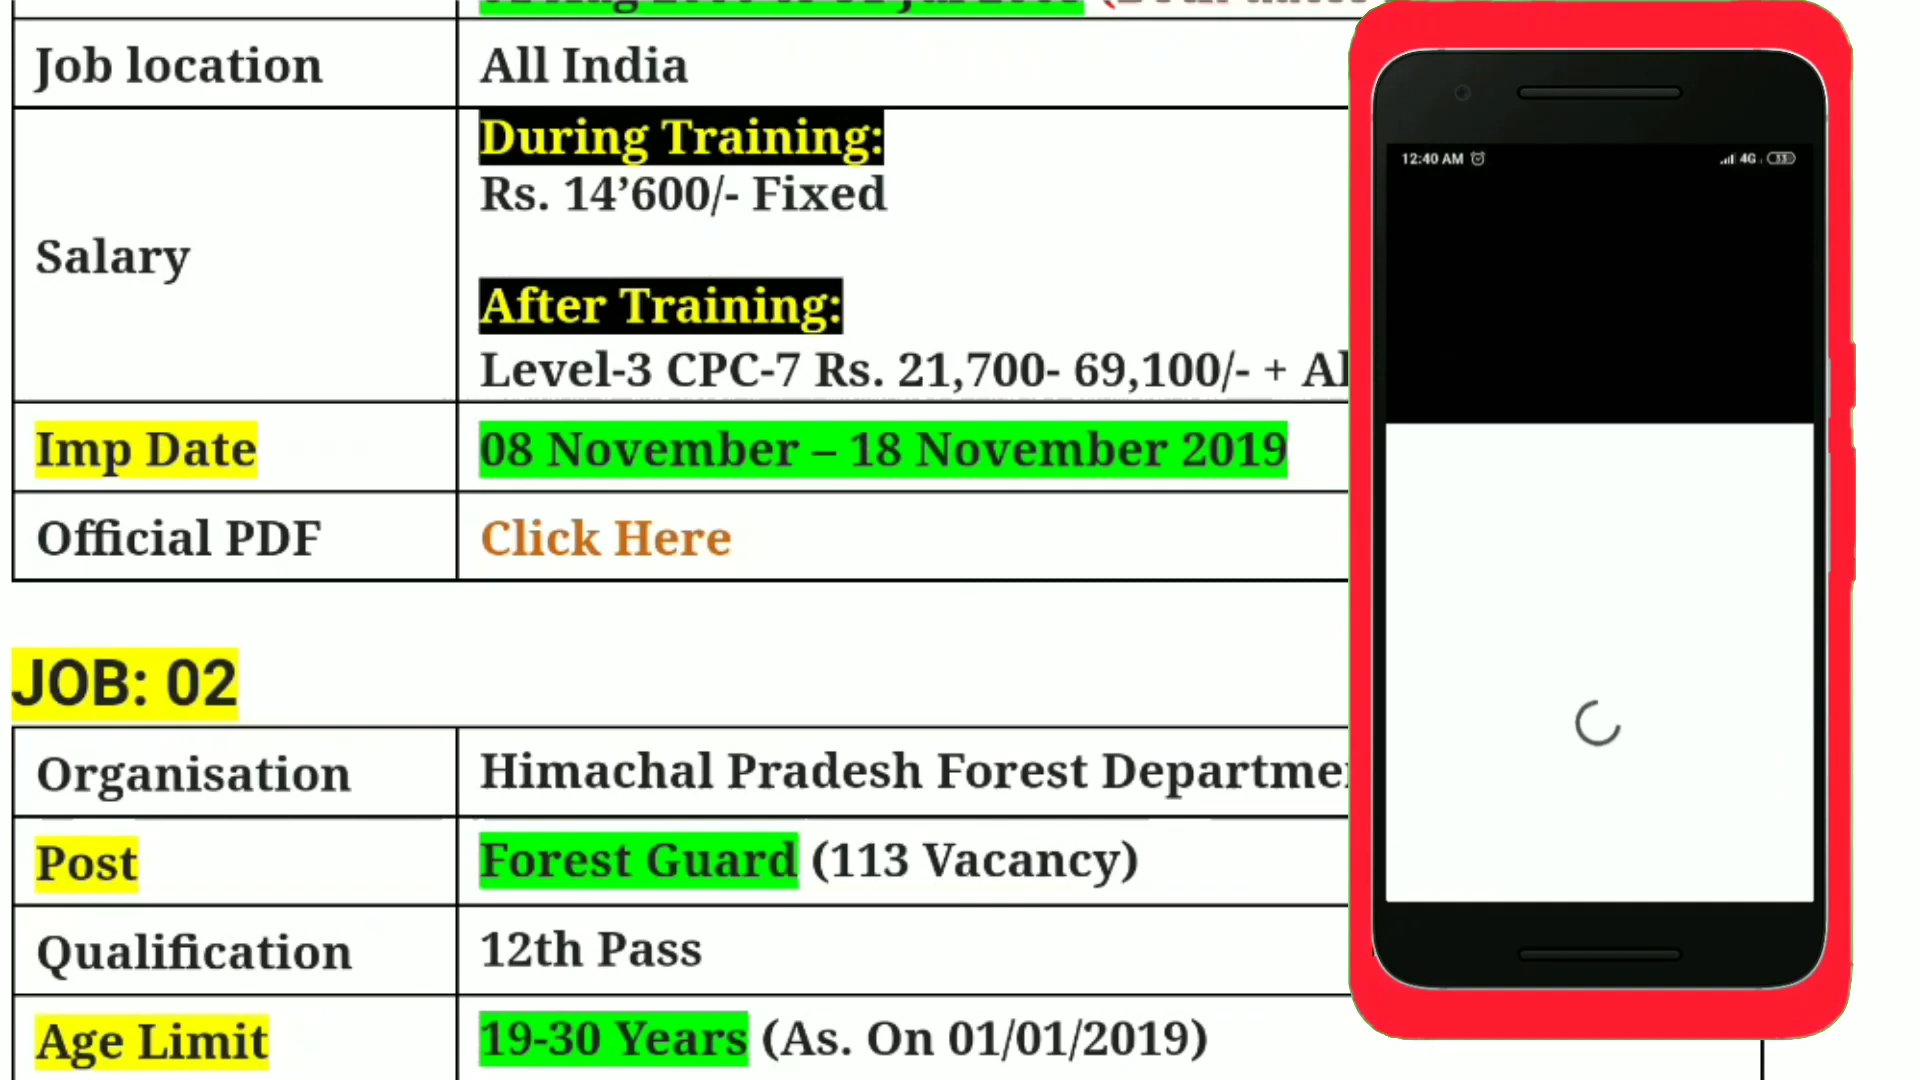 Job location All India
Salary
During Training:
Rs. 14’600/- Fixed
After Training:
Level-3 CPC-7 Rs. 21,700- 69,100/- +
Imp Date 08 November – 18 November 2019
Official PDF Click Here
JOB: 02
Organisation Himachal Pradesh Forest
Post Forest Guard (113 Vacancy)
Qualification 12th Pass
Age Limit 19-30 Years (As. On 01/01/2019)
12:40 AM 4G 33